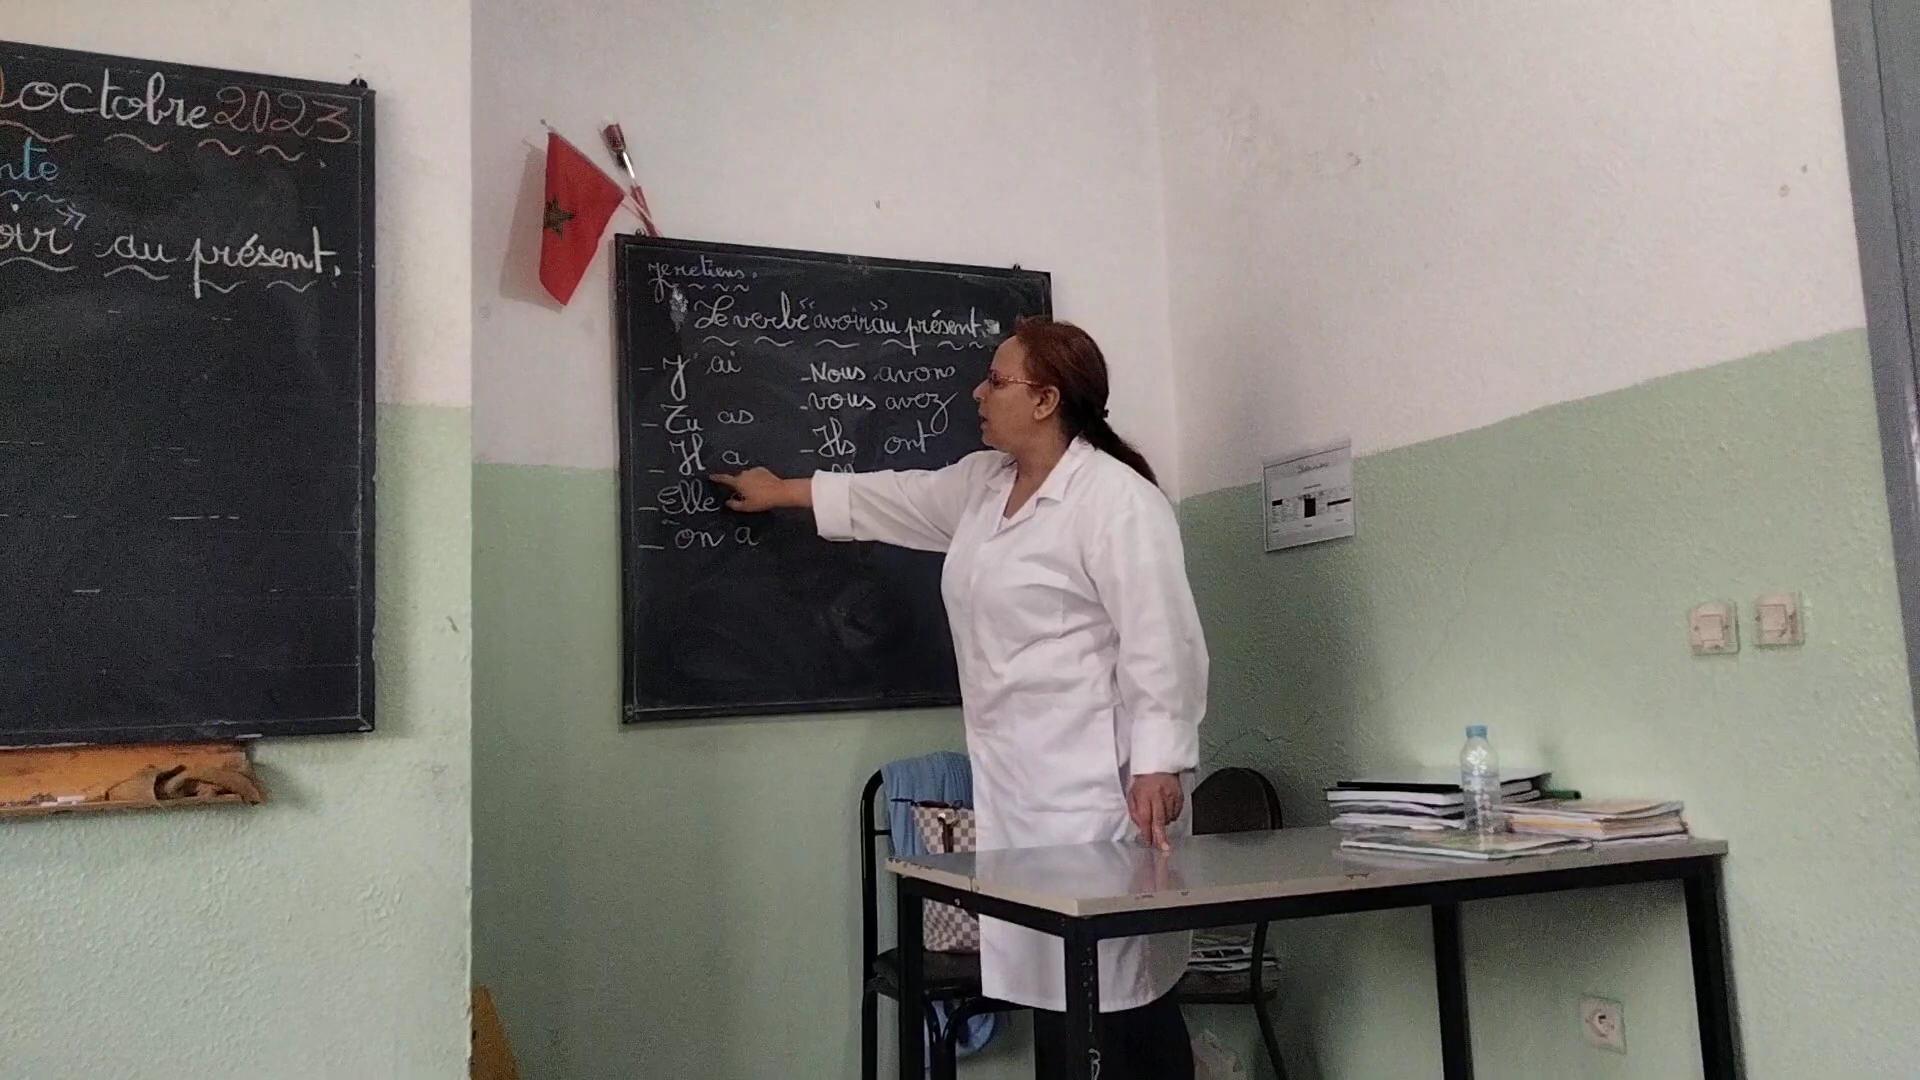 octobre 2023
au présent.
je retiens.
Le verbe "avoir" au présent.
- J'ai
- Tu as
- Il a
- Elle
- on a
- Nous avons
- vous avez
- Ils ont